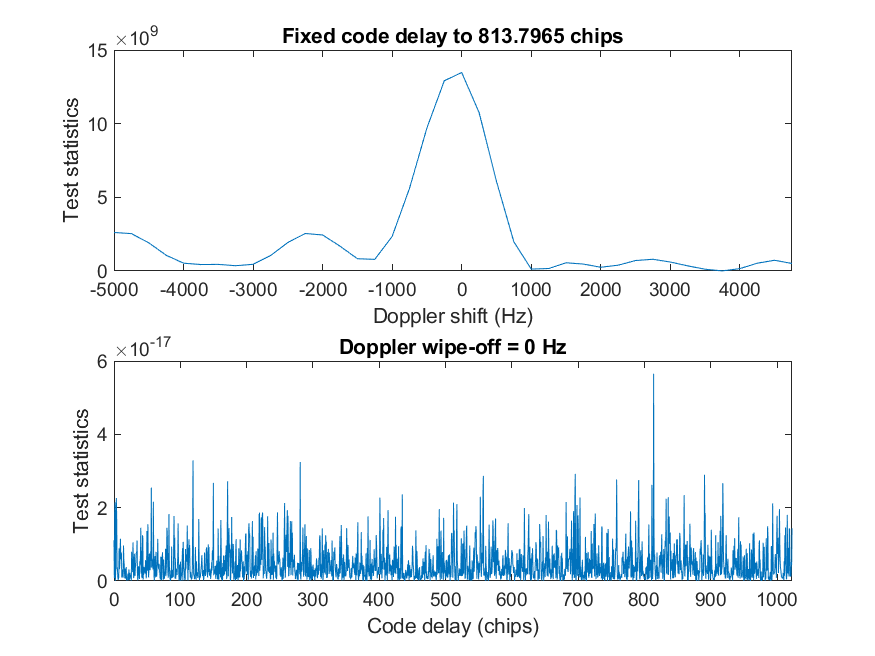 ×10^9
Fixed code delay to 813.7965 chips
15
10
5
0
Test statistics
-5000 -4000 -3000 -2000 -1000 0 1000 2000 3000 4000
Doppler shift (Hz)
×10^-17
Doppler wipe-off = 0 Hz
6
4
2
0
Test statistics
0 100 200 300 400 500 600 700 800 900 1000
Code delay (chips)